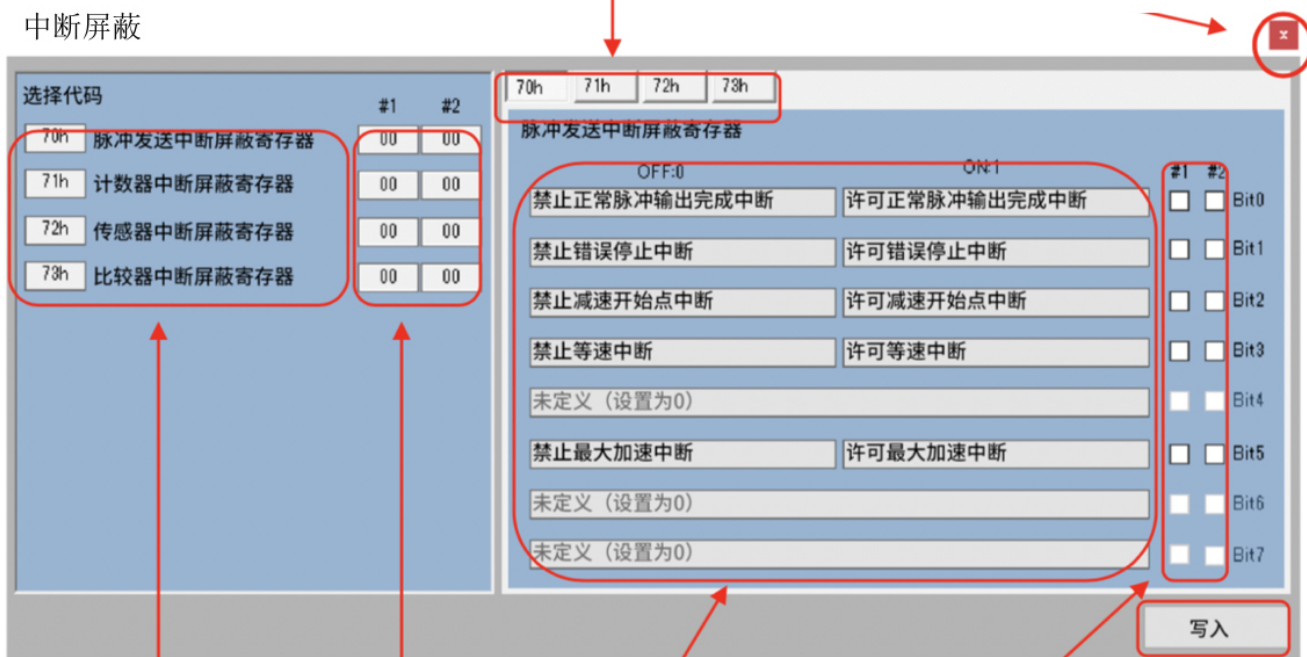 中断屏蔽
x
选择代码
#1 #2
70h 脉冲发送中断屏蔽寄存器 00 00
71h 计数器中断屏蔽寄存器 00 00
72h 传感器中断屏蔽寄存器 00 00
73h 比较器中断屏蔽寄存器 00 00
70h 71h 72h 73h
脉冲发送中断屏蔽寄存器
OFF:0 ON:1 #1 #2
禁止正常脉冲输出完成中断 许可正常脉冲输出完成中断 Bit0
禁止错误停止中断 许可错误停止中断 Bit1
禁止减速开始点中断 许可减速开始点中断 Bit2
禁止等速中断 许可等速中断 Bit3
未定义（设置为0） Bit4
禁止最大加速中断 许可最大加速中断 Bit5
未定义（设置为0） Bit6
未定义（设置为0） Bit7
写入